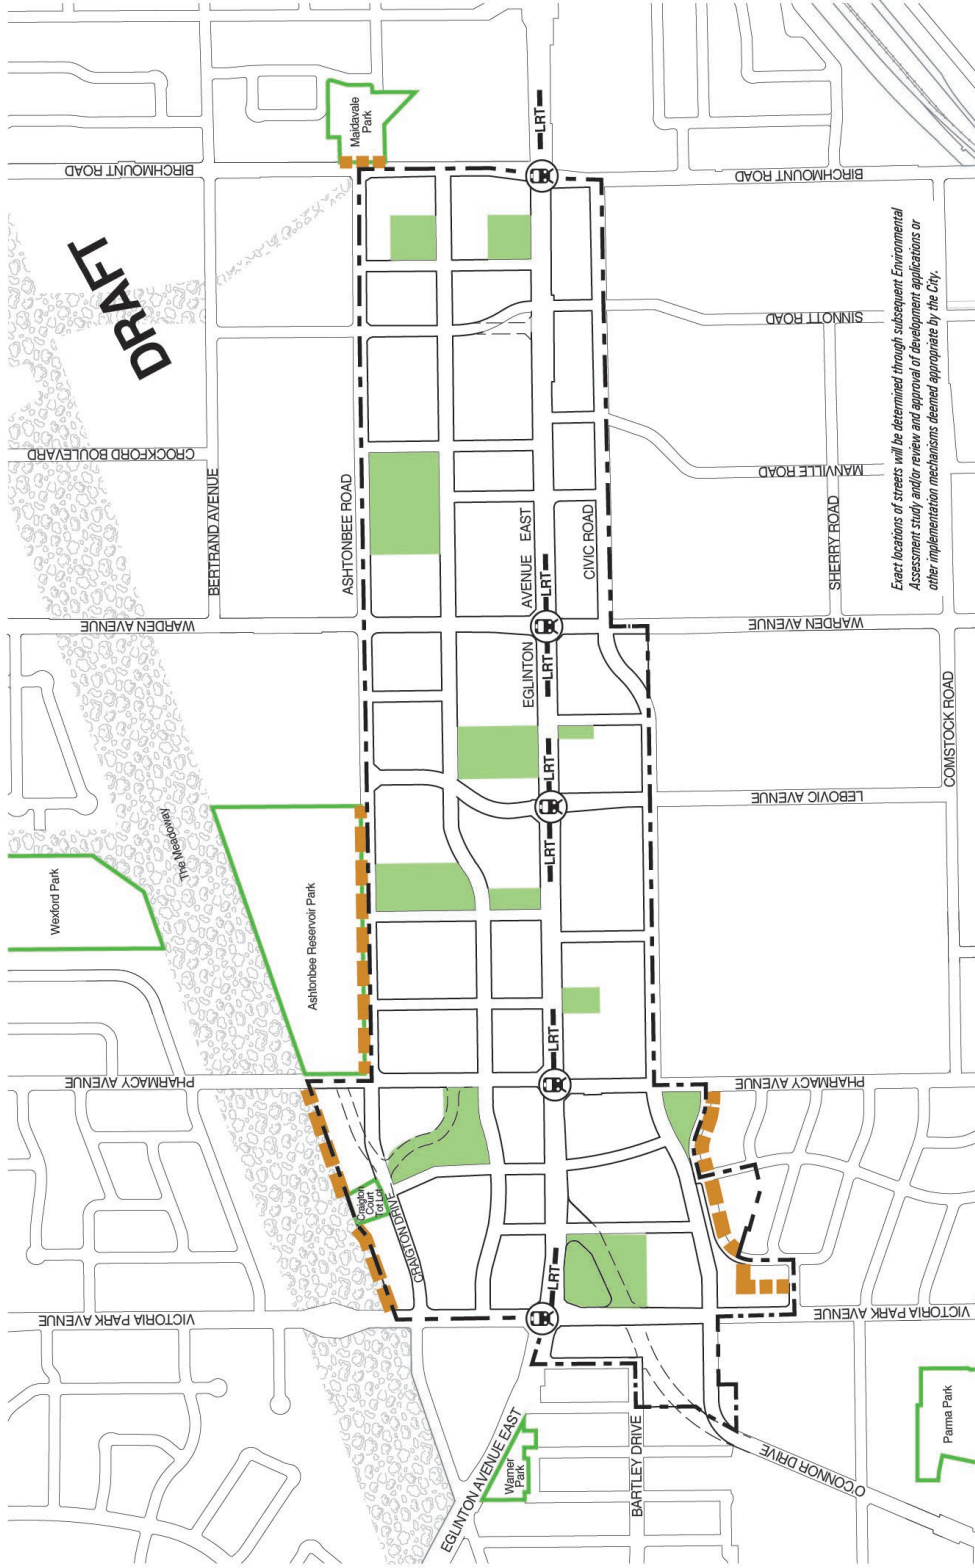 DRAFT
Maidavale
Park
BIRCHMOUNT ROAD
BIRCHMOUNT ROAD
LRT
SINNOTT ROAD
CROCKFORD BOULEVARD
MANVILLE ROAD
BERTRAND AVENUE
ASHTONBEE ROAD
EGLINTON AVENUE EAST
CIVIC ROAD
SHERRY ROAD
WARDEN AVENUE
WARDEN AVENUE
LRT
LRT
COMSTOCK ROAD
LEBOVIC AVENUE
LRT
LRT
The Meadoway
Wexford Park
Ashtonbee Reservoir Park
PHARMACY AVENUE
PHARMACY AVENUE
LRT
Craigton
Court
Tot Lot
CRAIGTON DRIVE
LRT
VICTORIA PARK AVENUE
VICTORIA PARK AVENUE
EGLINTON AVENUE EAST
Warner
Park
BARTLEY DRIVE
O'CONNOR DRIVE
Parma Park
Exact locations of streets will be determined through subsequent Environmental
Assessment study and/or review and approval of development applications or
other implementation mechanisms deemed appropriate by the City.